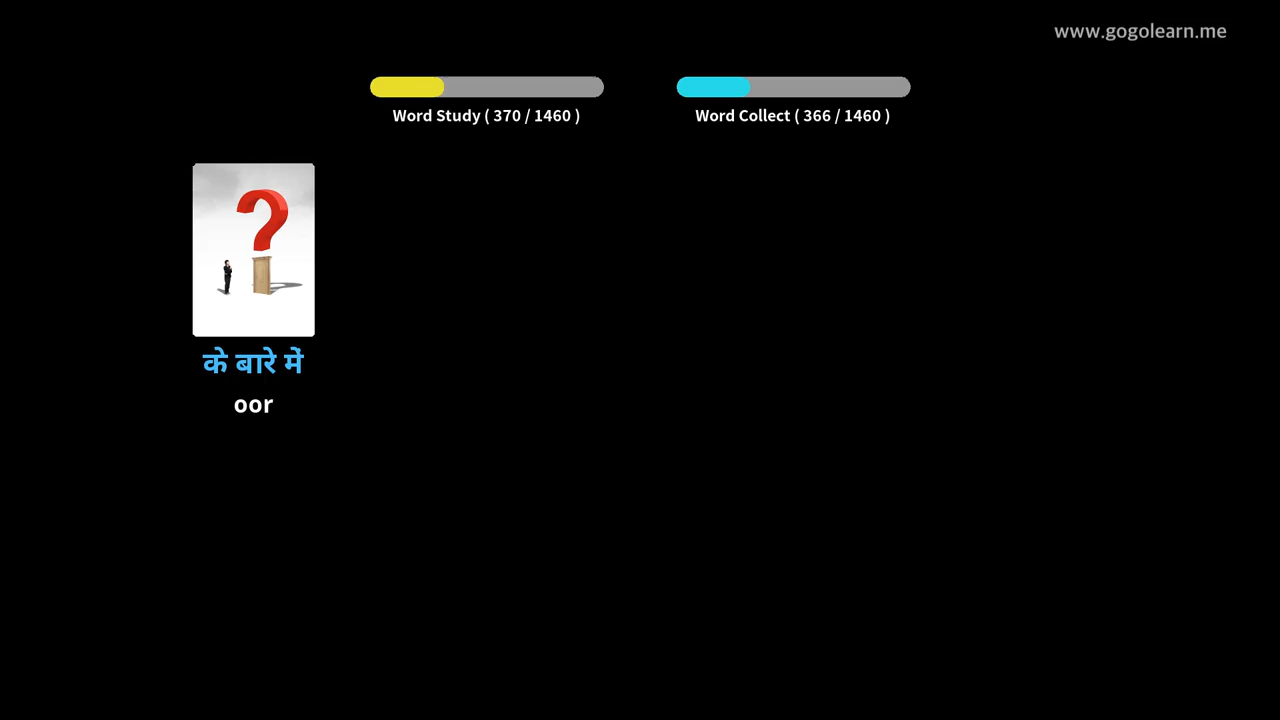 www.gogolearn.me
Word Study ( 370 / 1460 )
Word Collect ( 366 / 1460 )
के बारे में
oor